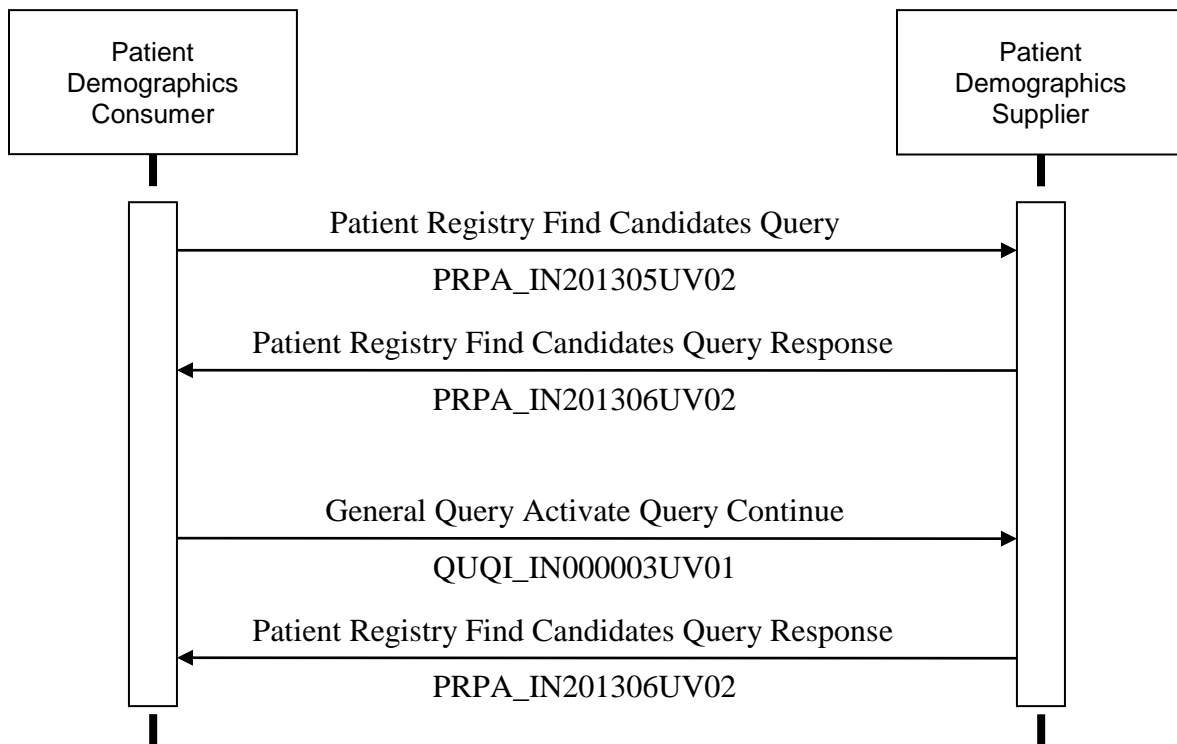 Patient
Demographics
Consumer
Patient
Demographics
Supplier
Patient Registry Find Candidates Query
PRPA_IN201305UV02
Patient Registry Find Candidates Query Response
PRPA_IN201306UV02
General Query Activate Query Continue
QUQI_IN000003UV01
Patient Registry Find Candidates Query Response
PRPA_IN201306UV02